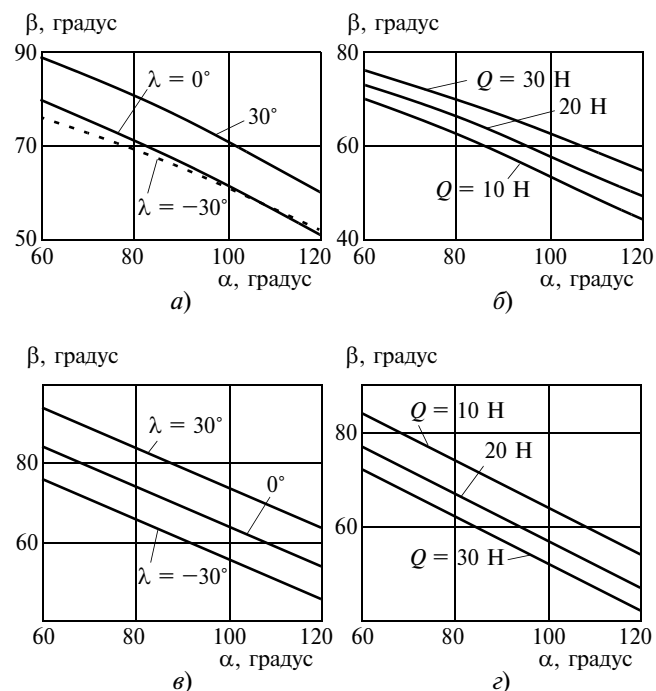 β, градус
β, градус
90
70
50
λ = 0°
30°
λ = −30°
60
80
100
120
α, градус
а)
80
60
40
Q = 30 Н
20 Н
Q = 10 Н
60
80
100
120
α, градус
б)
β, градус
β, градус
80
60
λ = 30°
0°
λ = −30°
60
80
100
120
α, градус
в)
80
60
Q = 10 Н
20 Н
Q = 30 Н
60
80
100
120
α, градус
г)